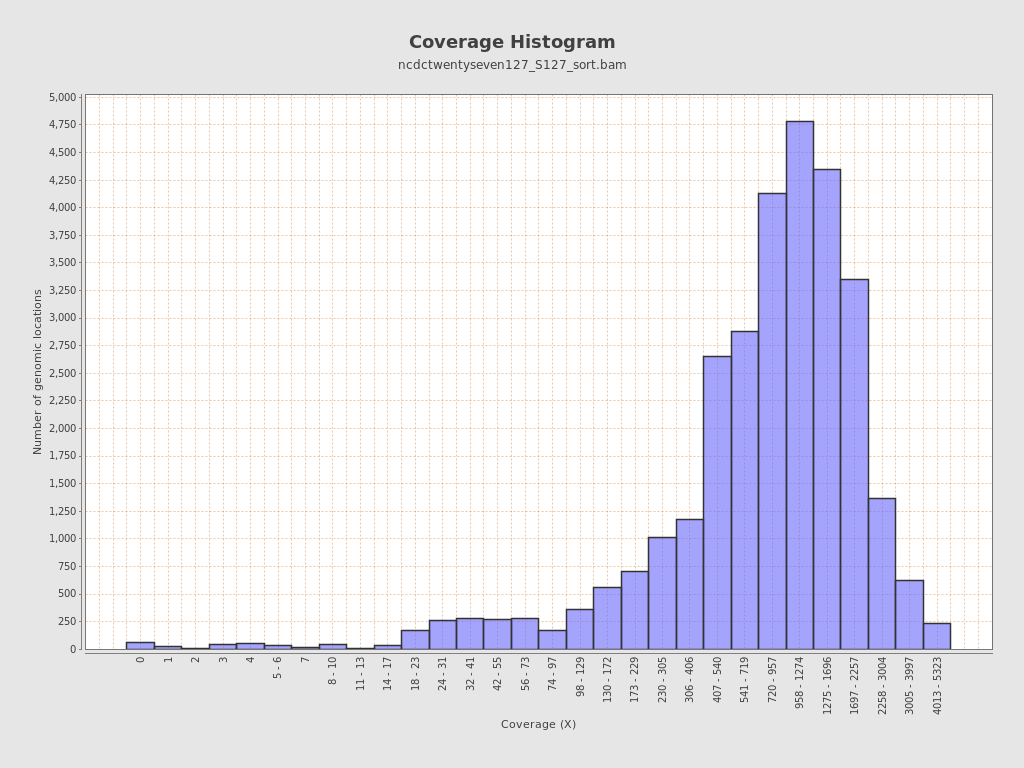 Coverage Histogram
ncdctwentyseven127_S127_sort.bam
Number of genomic locations
5,000
4,750
4,500
4,250
4,000
3,750
3,500
3,250
3,000
2,750
2,500
2,250
2,000
1,750
1,500
1,250
1,000
750
500
250
0
0
1
2
3
4
5 - 6
7
8 - 10
11 - 13
14 - 17
18 - 23
24 - 31
32 - 41
42 - 55
56 - 73
74 - 97
98 - 129
130 - 172
173 - 229
230 - 305
306 - 406
407 - 540
541 - 719
720 - 957
958 - 1274
1275 - 1696
1697 - 2257
2258 - 3004
3005 - 3997
4013 - 5323
Coverage (X)